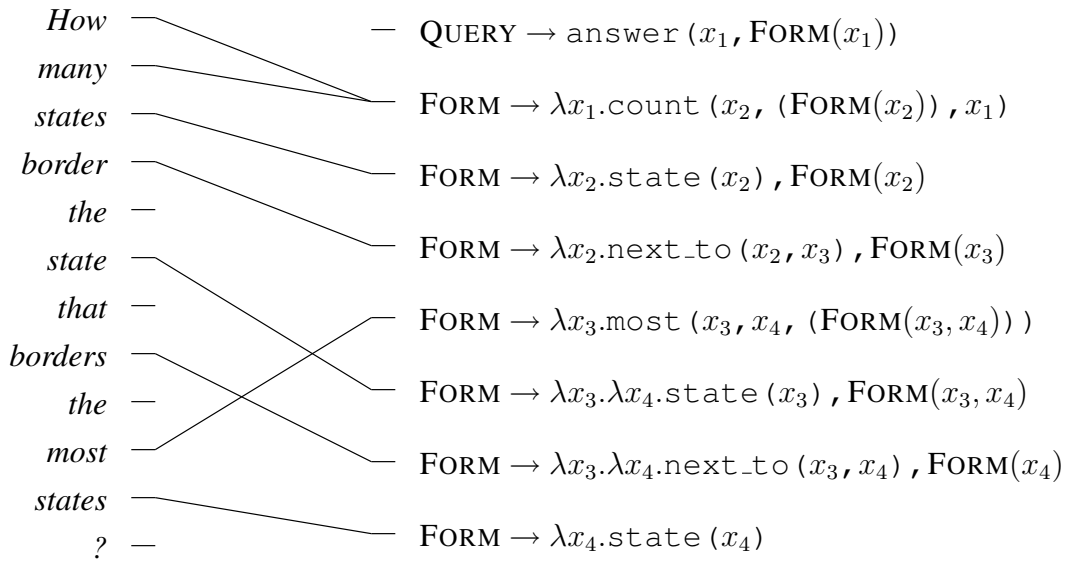 How
many
states
border
the
state
that
borders
the
most
states
?
QUERY → answer(x₁,FORM(x₁))
FORM → λx₁.count(x₂,(FORM(x₂)),x₁)
FORM → λx₂.state(x₂),FORM(x₂)
FORM → λx₂.next_to(x₂,x₃),FORM(x₃)
FORM → λx₃.most(x₃,x₄,(FORM(x₃,x₄)))
FORM → λx₃.λx₄.state(x₃),FORM(x₃,x₄)
FORM → λx₃.λx₄.next_to(x₃,x₄),FORM(x₄)
FORM → λx₄.state(x₄)